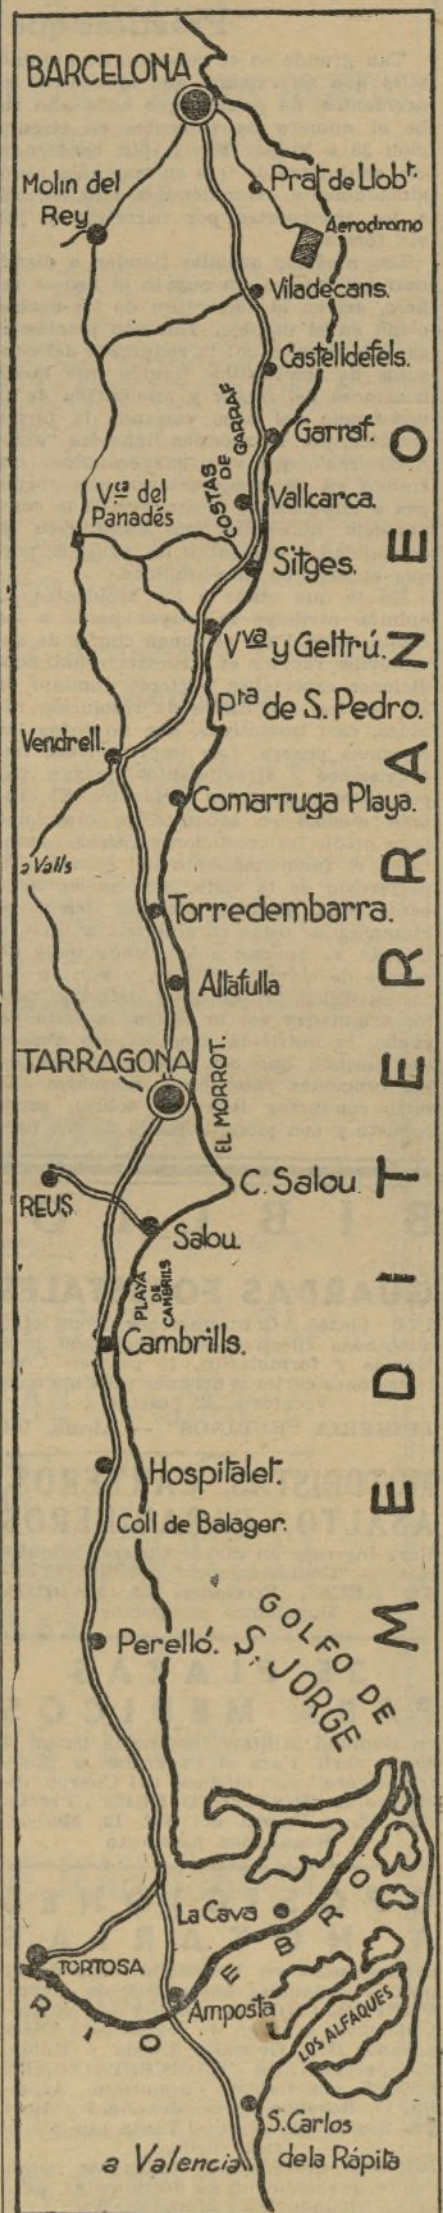 BARCELONA
Molin del
Rey
Prat de Llobt.
Aerodromo
Viladecans.
Castelldefels.
COSTAS
DE
GARRAF
Garraf.
Vca del
Panadés
Vallcarca.
Sitges.
Vva y Geltrú.
Pta de S. Pedro.
Vendrell.
Comarruga Playa.
a Valls
Torredembarra.
Altafulla
TARRAGONA
EL MORROT.
C. Salou
REUS
Salou.
PLAYA
DE
CAMBRILS
Cambrills.
Hospitalet.
Coll de Balager.
GOLFO DE
S. JORGE
Perelló.
MEDITERRANEO
La Cava
TORTOSA
RIO EBRO
Amposta
LOS ALFAQUES
S. Carlos
de la Rápita
a Valencia